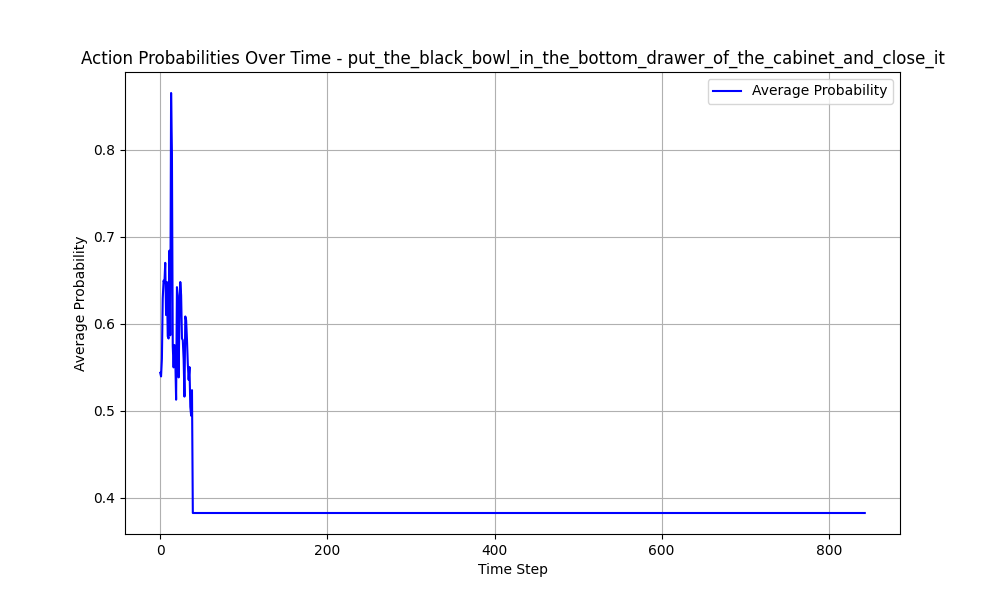 Action Probabilities Over Time - put_the_black_bowl_in_the_bottom_drawer_of_the_cabinet_and_close_it
Average Probability
0.8
0.7
0.6
0.5
0.4
Average Probability
0
200
400
600
800
Time Step